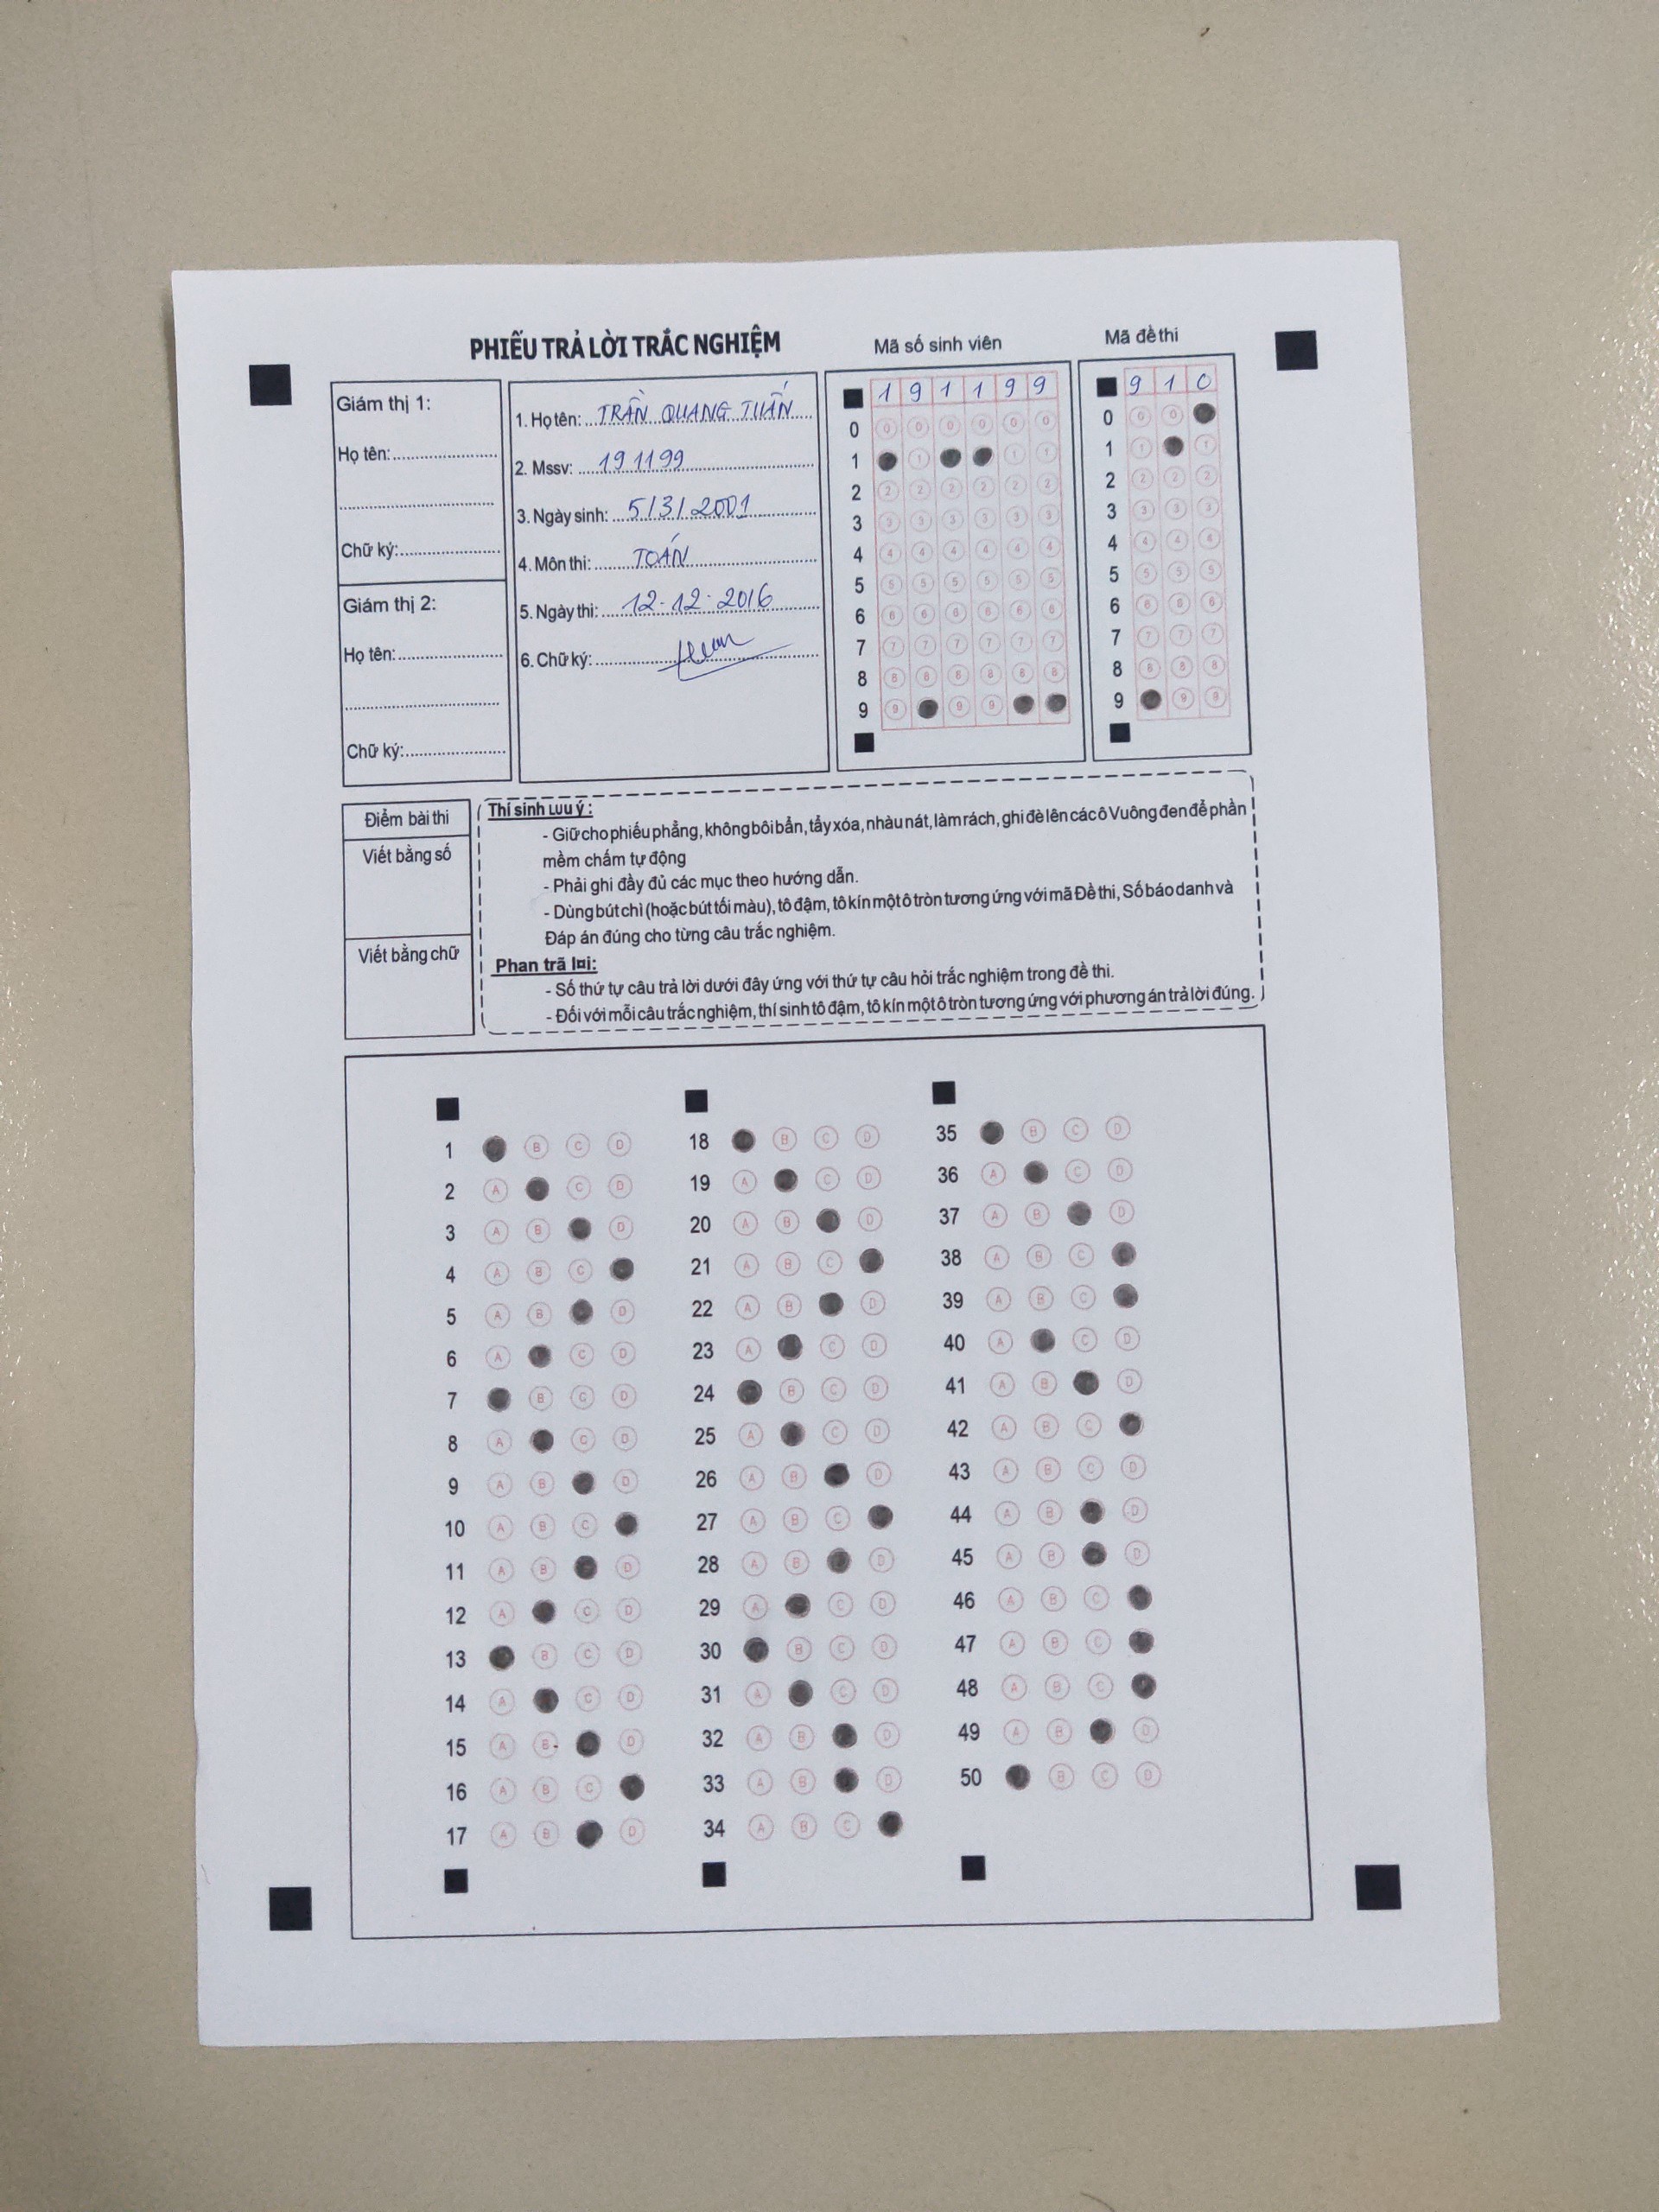 PHIẾU TRẢ LỜI TRẮC NGHIỆM
Giám thị 1:
Họ tên:
Chữ ký:
Giám thị 2:
Họ tên:
Chữ ký:
1. Họ tên: TRẦN QUANG TUẤN
2. Mssv: 191199
3. Ngày sinh: 5/3/2001
4. Môn thi: TOÁN
5. Ngày thi: 12.12.2016
6. Chữ ký:
Mã số sinh viên
1 9 1 1 9 9
0 0 0 0 0 0 0
1 1 1 1
2 2 2 2 2 2 2
3 3 3 3 3 3 3
4 4 4 4 4 4 4
5 5 5 5 5 5 5
6 6 6 6 6 6 6
7 7 7 7 7 7 7
8 8 8 8 8 8 8
9 9 9 9
Mã đề thi
9 1 0
0 0 0
1 1 1
2 2 2 2
3 3 3 3
4 4 4 4
5 5 5 5
6 6 6 6
7 7 7 7
8 8 8 8
9 9 9
Điểm bài thi
Viết bằng số
Viết bằng chữ
Thí sinh Lưu ý :
- Giữ cho phiếu phẳng, không bôi bẩn, tẩy xóa, nhàu nát, làm rách, ghi đè lên các ô Vuông đen để phần
mềm chấm tự động
- Phải ghi đầy đủ các mục theo hướng dẫn.
- Dùng bút chì (hoặc bút tối màu), tô đậm, tô kín một ô tròn tương ứng với mã Đề thi, Số báo danh và
Đáp án đúng cho từng câu trắc nghiệm.
Phan trã l¤i:
- Số thứ tự câu trả lời dưới đây ứng với thứ tự câu hỏi trắc nghiệm trong đề thi.
- Đối với mỗi câu trắc nghiệm, thí sinh tô đậm, tô kín một ô tròn tương ứng với phương án trả lời đúng.
1 B C D
2 A C D
3 A B D
4 A B C
5 A B D
6 A C D
7 B C D
8 A C D
9 A B D
10 A B C
11 A B D
12 A C D
13 B C D
14 A C D
15 A B D
16 A B C
17 A B D
18 B C D
19 A C D
20 A B D
21 A B C
22 A B D
23 A C D
24 B C D
25 A C D
26 A B D
27 A B C
28 A B D
29 A C D
30 B C D
31 A C D
32 A B D
33 A B D
34 A B C
35 B C D
36 A C D
37 A B D
38 A B C
39 A B C
40 A C D
41 A B D
42 A B C
43 A B C D
44 A B D
45 A B D
46 A B C
47 A B C
48 A B C
49 A B D
50 B C D